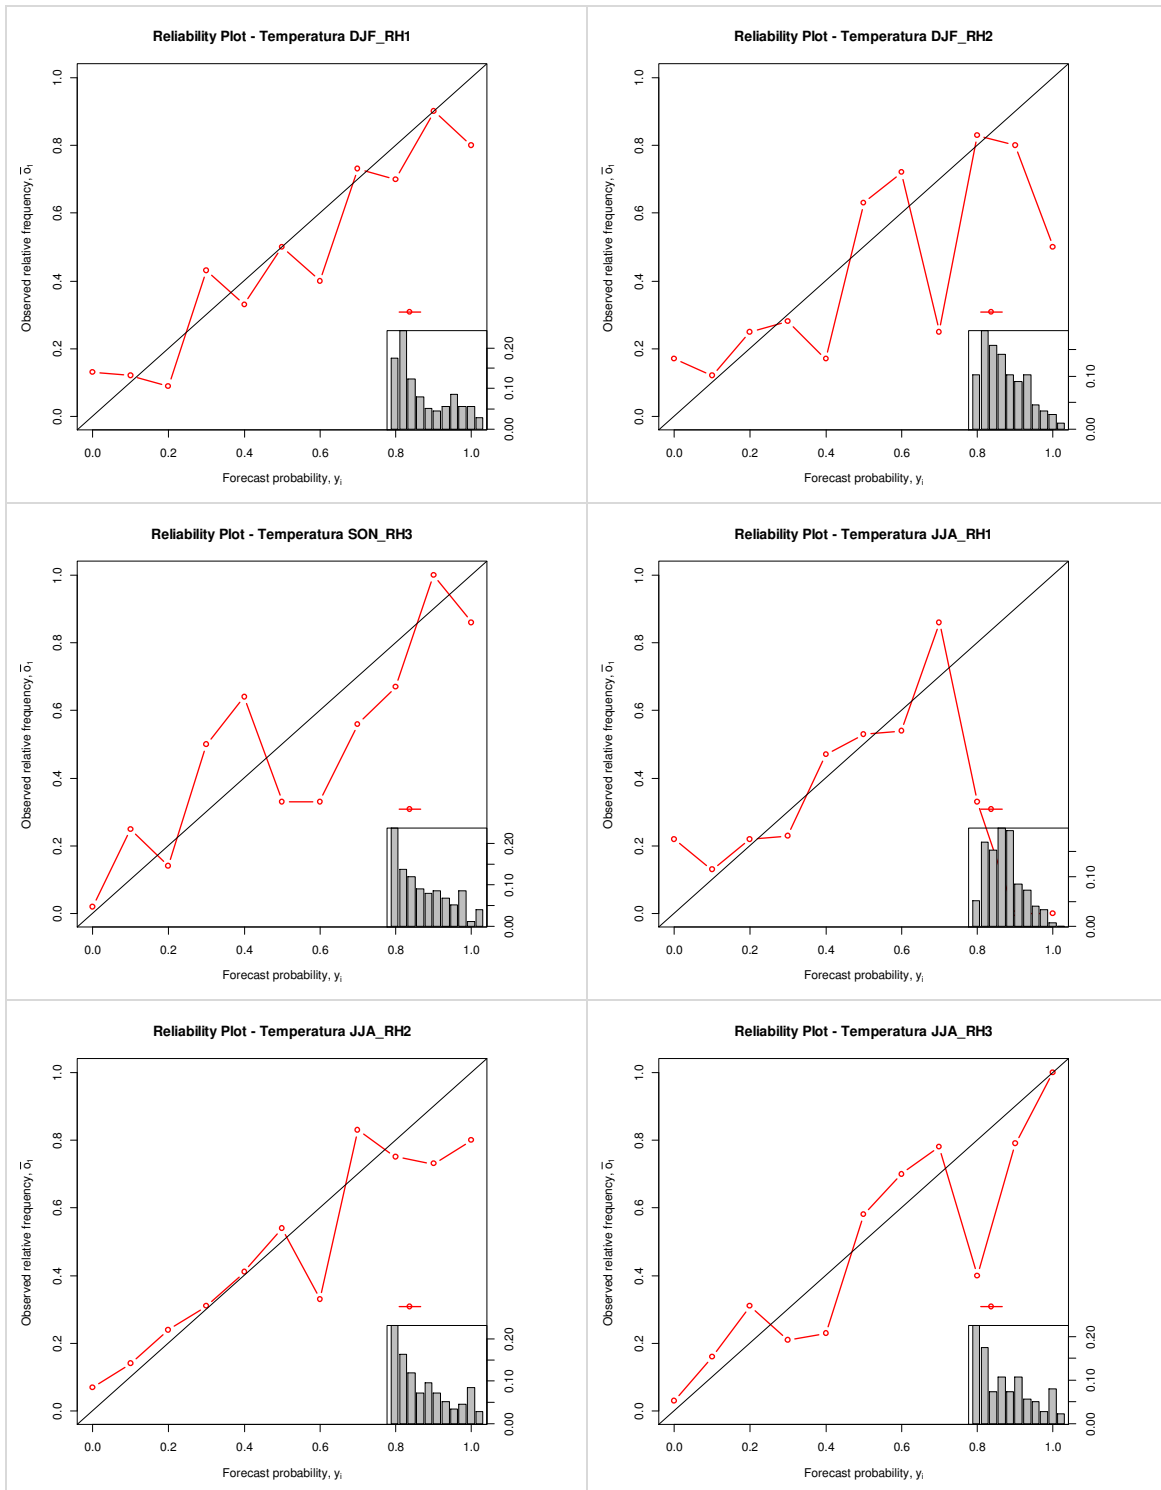 Reliability Plot - Temperatura DJF_RH1
Observed relative frequency, o̅₁
0.0 0.2 0.4 0.6 0.8 1.0
0.00 0.10 0.20
0.0 0.2 0.4 0.6 0.8 1.0
Forecast probability, yᵢ
Reliability Plot - Temperatura DJF_RH2
Observed relative frequency, o̅₁
0.0 0.2 0.4 0.6 0.8 1.0
0.00 0.10
0.0 0.2 0.4 0.6 0.8 1.0
Forecast probability, yᵢ
Reliability Plot - Temperatura SON_RH3
Observed relative frequency, o̅₁
0.0 0.2 0.4 0.6 0.8 1.0
0.00 0.10 0.20
0.0 0.2 0.4 0.6 0.8 1.0
Forecast probability, yᵢ
Reliability Plot - Temperatura JJA_RH1
Observed relative frequency, o̅₁
0.0 0.2 0.4 0.6 0.8 1.0
0.00 0.10
0.0 0.2 0.4 0.6 0.8 1.0
Forecast probability, yᵢ
Reliability Plot - Temperatura JJA_RH2
Observed relative frequency, o̅₁
0.0 0.2 0.4 0.6 0.8 1.0
0.00 0.10 0.20
0.0 0.2 0.4 0.6 0.8 1.0
Forecast probability, yᵢ
Reliability Plot - Temperatura JJA_RH3
Observed relative frequency, o̅₁
0.0 0.2 0.4 0.6 0.8 1.0
0.00 0.10 0.20
0.0 0.2 0.4 0.6 0.8 1.0
Forecast probability, yᵢ